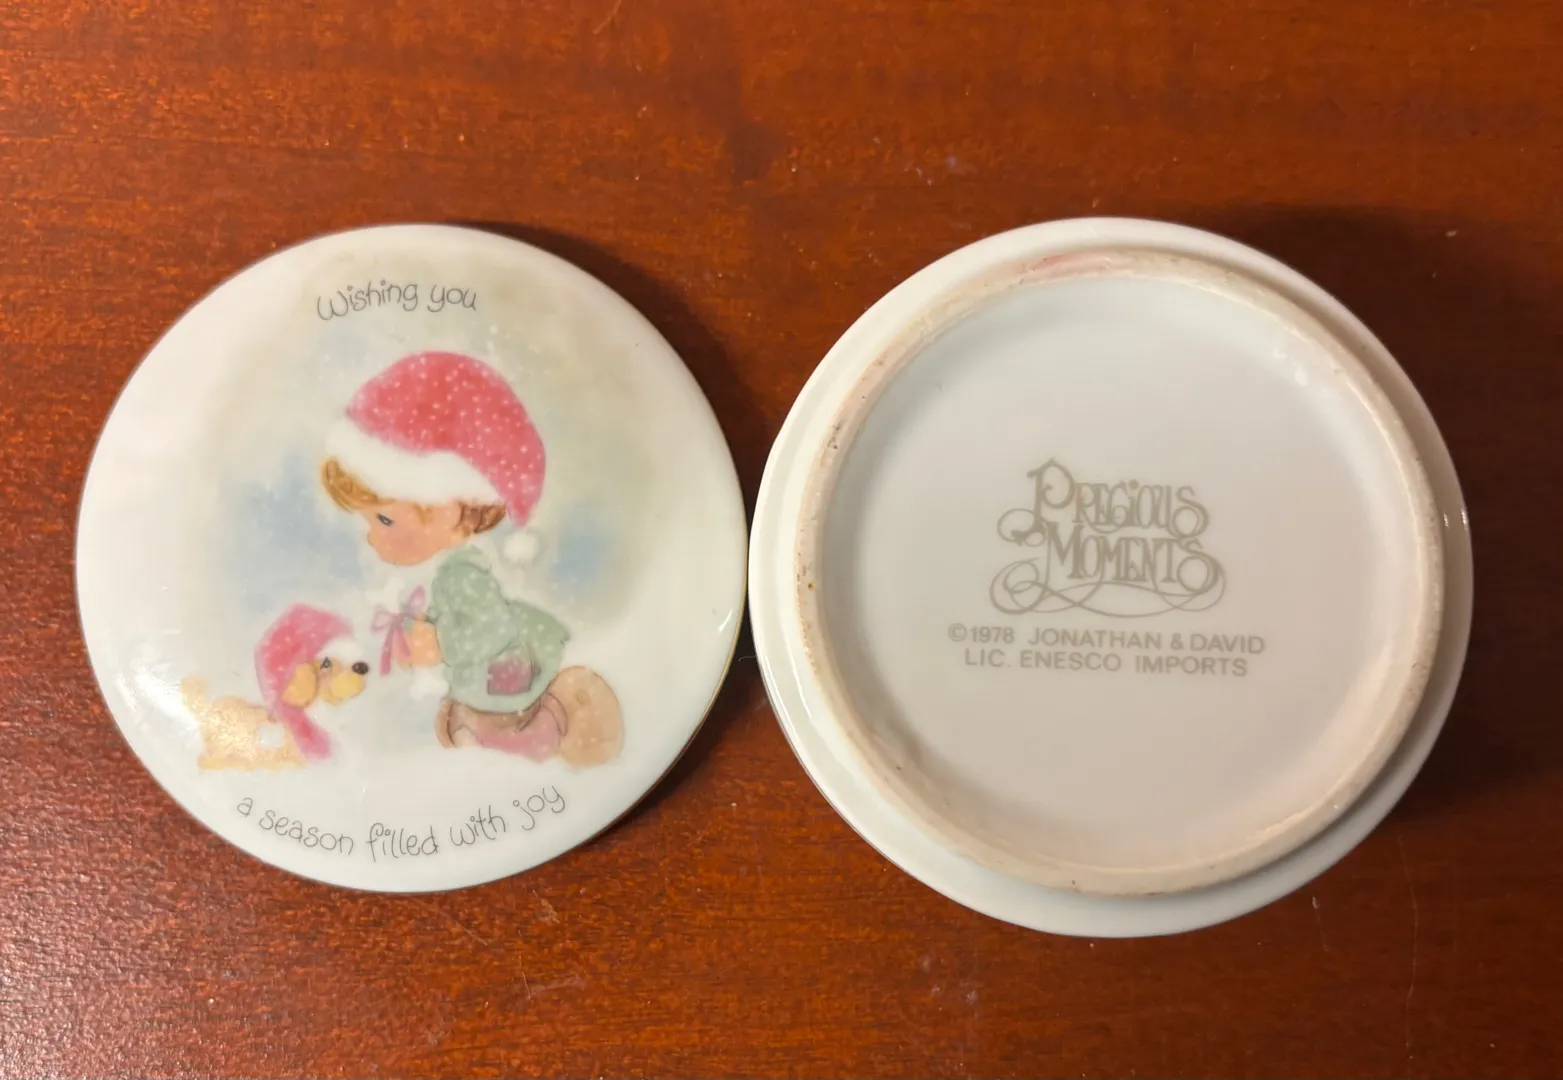 Wishing you
a season filled with joy
PRECIOUS
MOMENTS
©1978 JONATHAN & DAVID
LIC. ENESCO IMPORTS